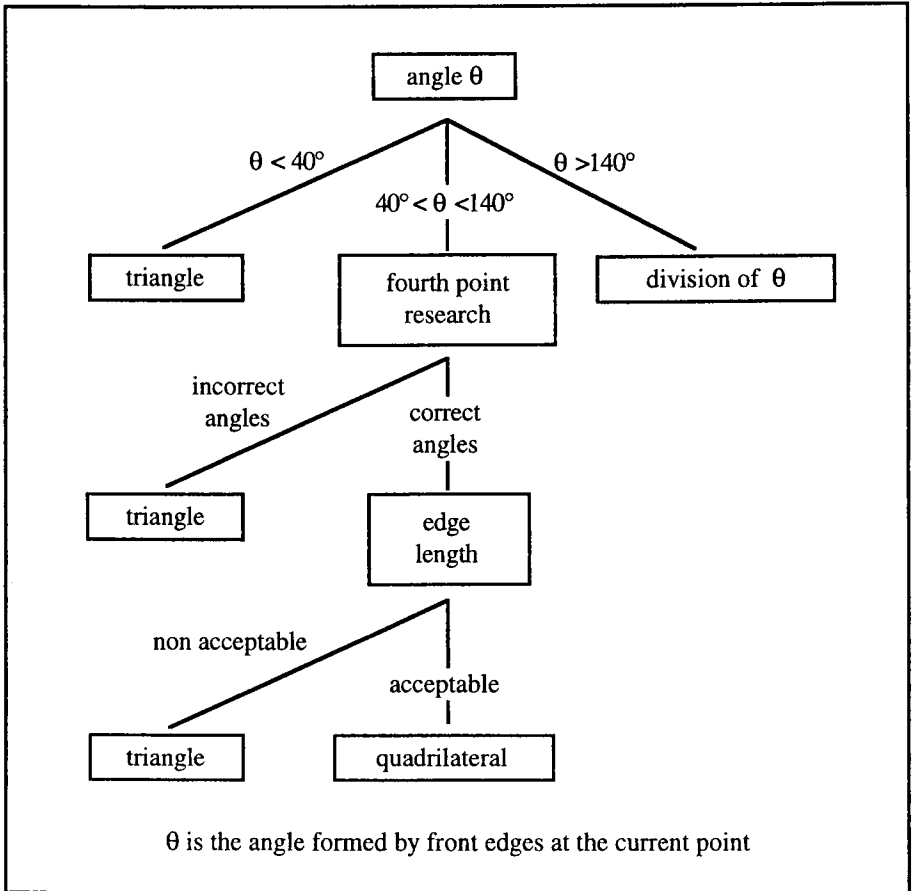 angle θ
θ < 40°
θ >140°
40° < θ <140°
triangle
fourth point
research
division of θ
incorrect
angles
correct
angles
triangle
edge
length
non acceptable
acceptable
triangle
quadrilateral
θ is the angle formed by front edges at the current point